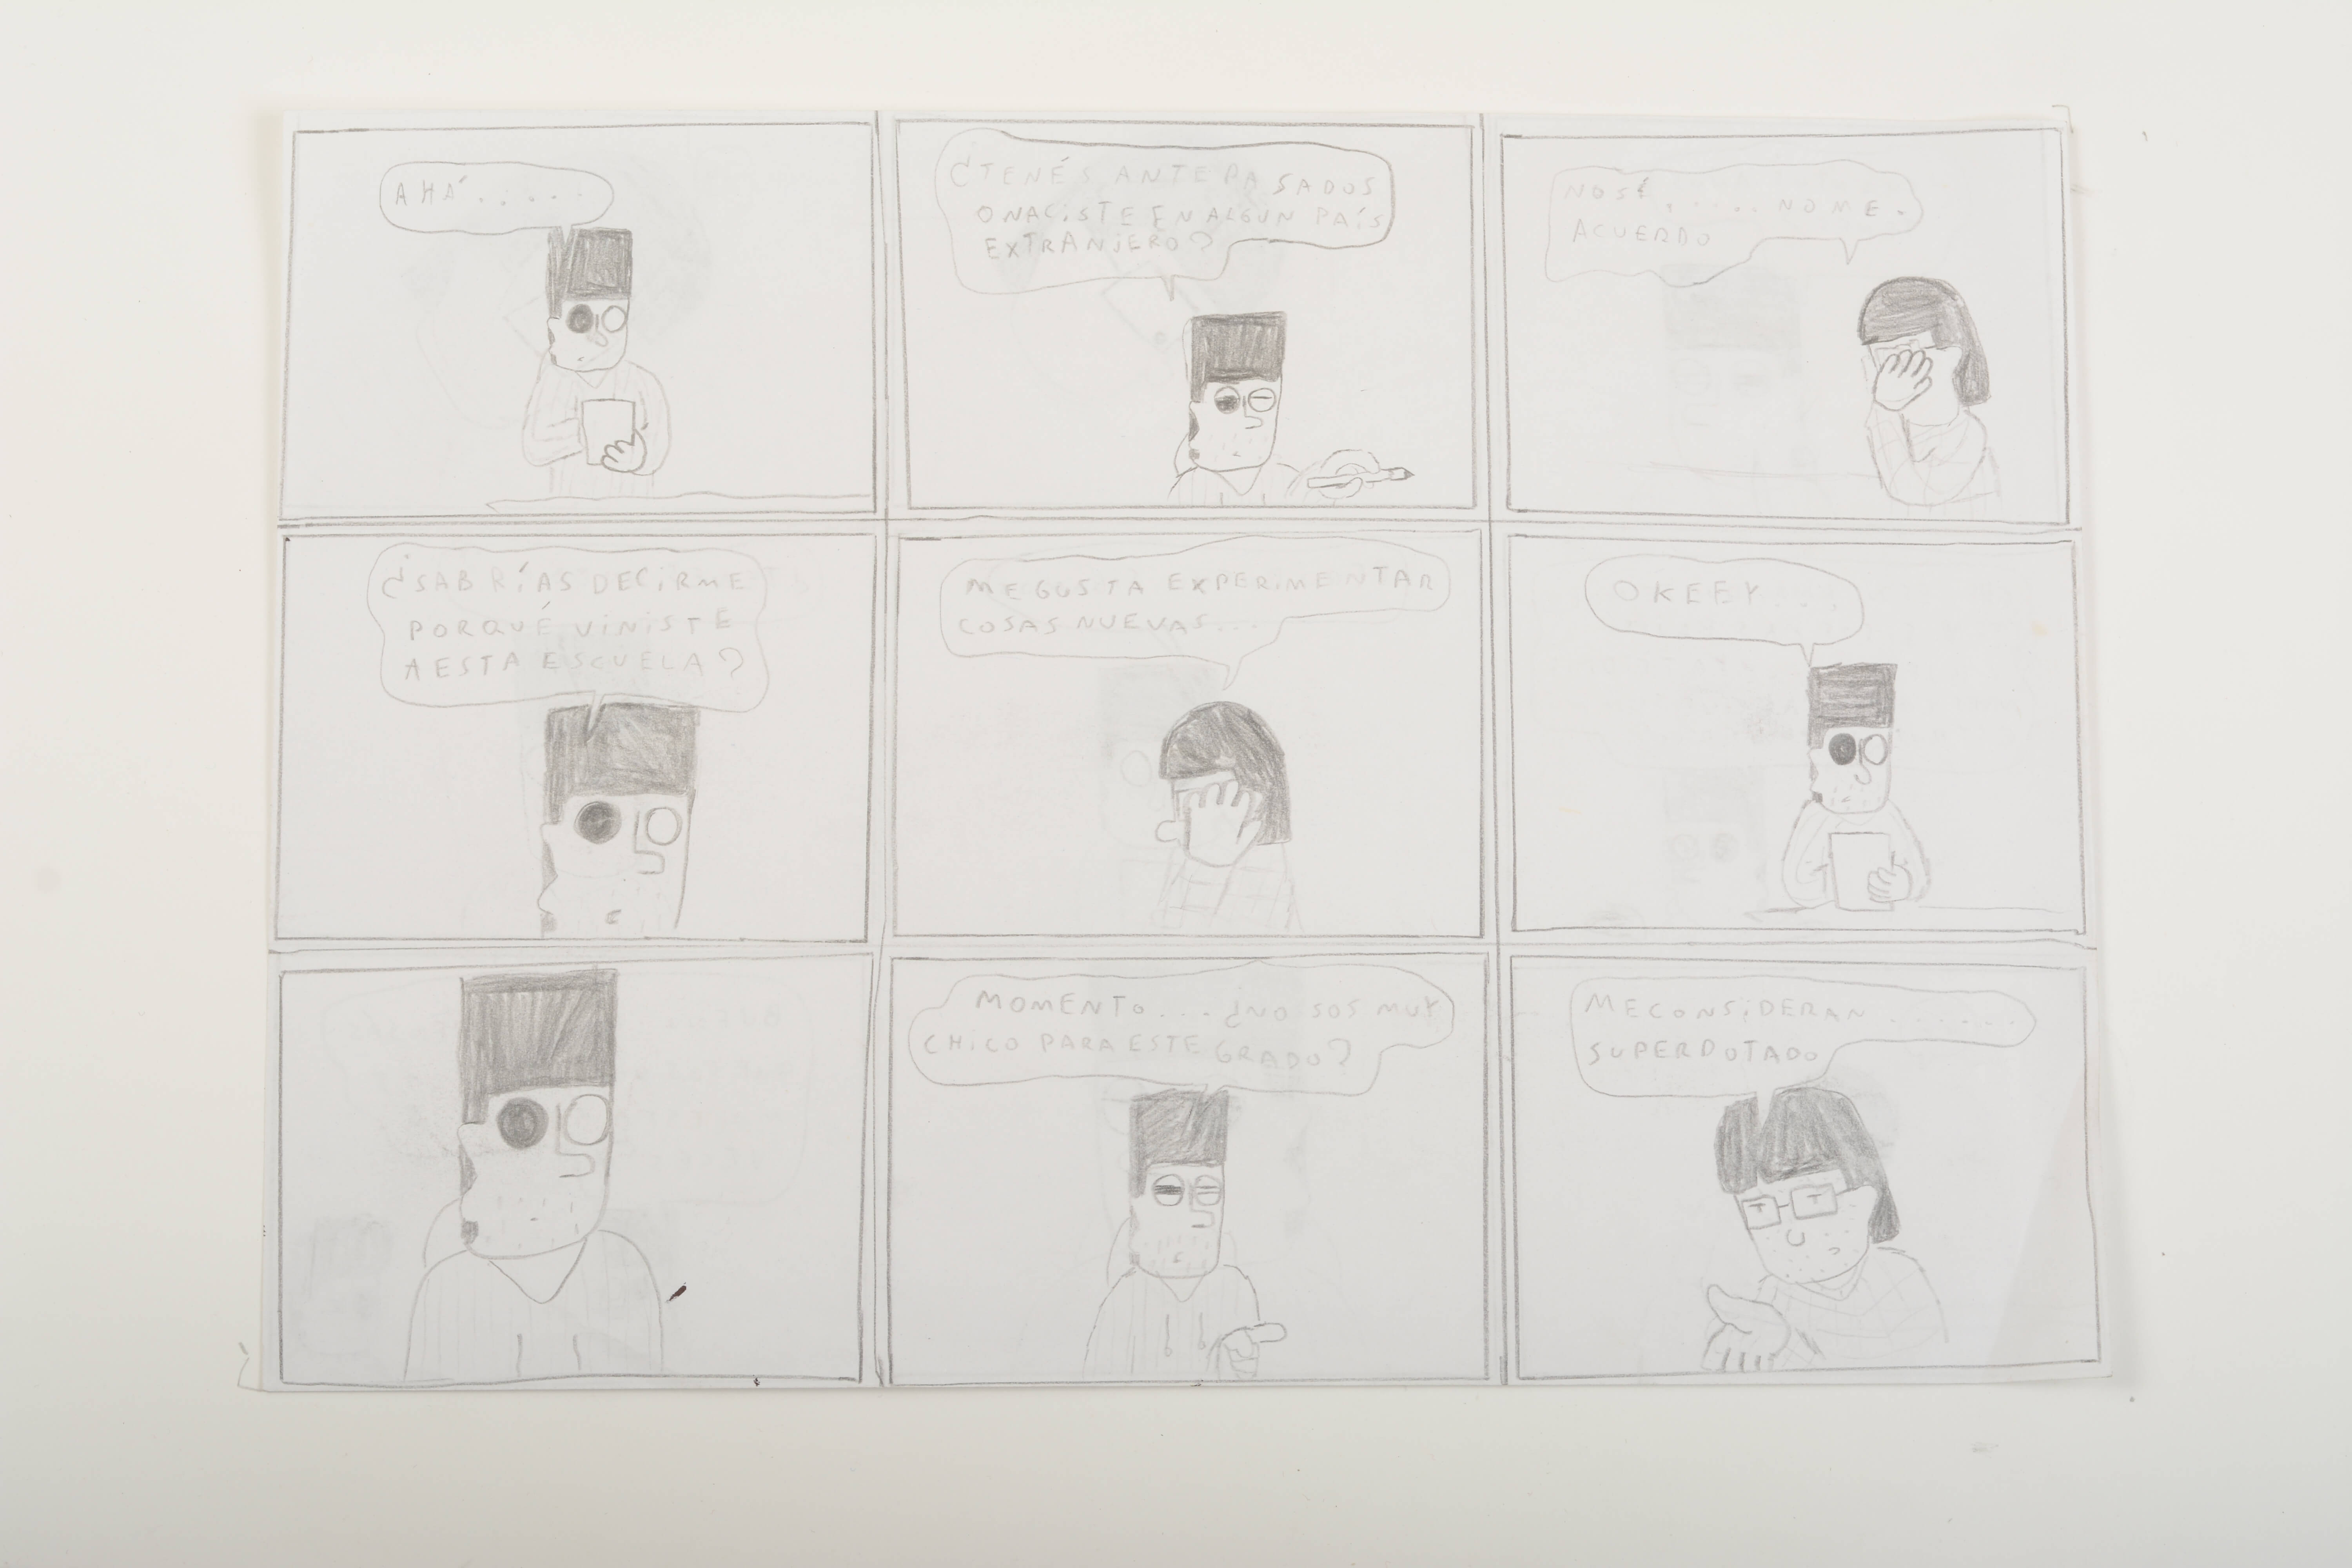 AHÁ......
¿TENÉS ANTEPASADOS
O NACISTE EN ALGUN PAÍS
EXTRANJERO?
NO SÉ,.... NO ME.
ACUERDO
¿SABRÍAS DECIRME
PORQUÉ VINISTE
A ESTA ESCUELA?
ME GUSTA EXPERIMENTAR
COSAS NUEVAS...
OKEEY...
MOMENTO... ¿NO SOS MUY
CHICO PARA ESTE GRADO?
ME CONSIDERAN......
SUPERDOTADO